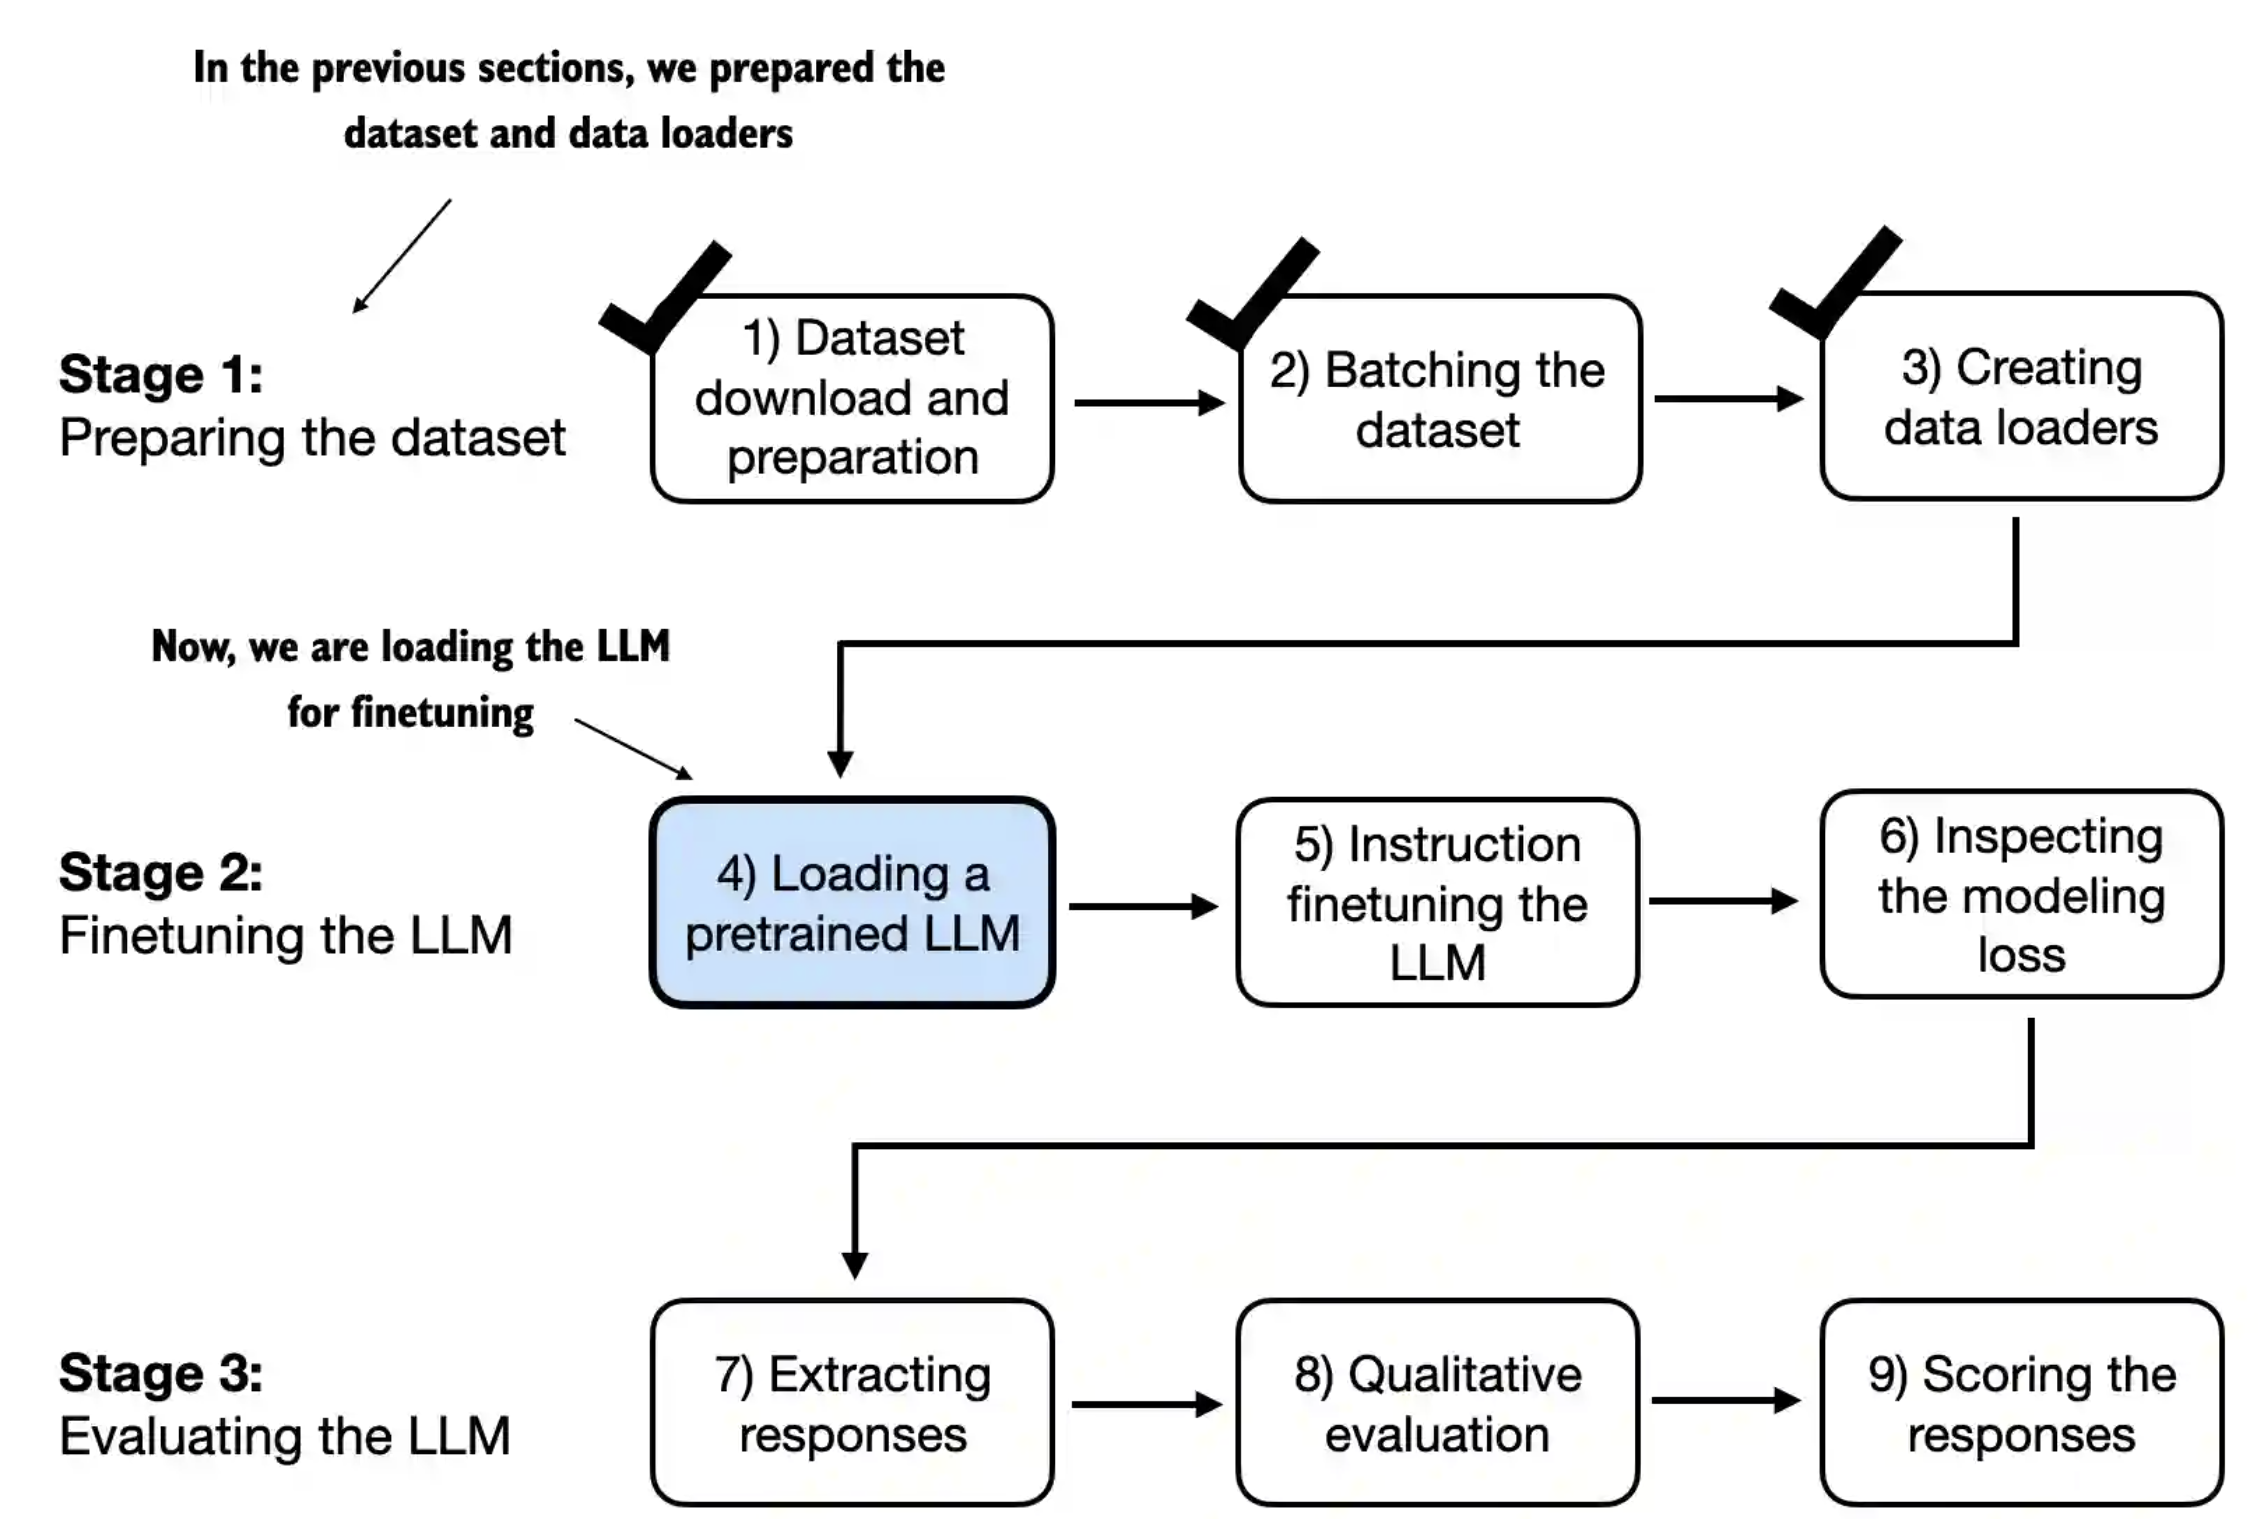 In the previous sections, we prepared the
dataset and data loaders
Stage 1:
Preparing the dataset
1) Dataset
download and
preparation
2) Batching the
dataset
3) Creating
data loaders
Now, we are loading the LLM
for finetuning
Stage 2:
Finetuning the LLM
4) Loading a
pretrained LLM
5) Instruction
finetuning the
LLM
6) Inspecting
the modeling
loss
Stage 3:
Evaluating the LLM
7) Extracting
responses
8) Qualitative
evaluation
9) Scoring the
responses